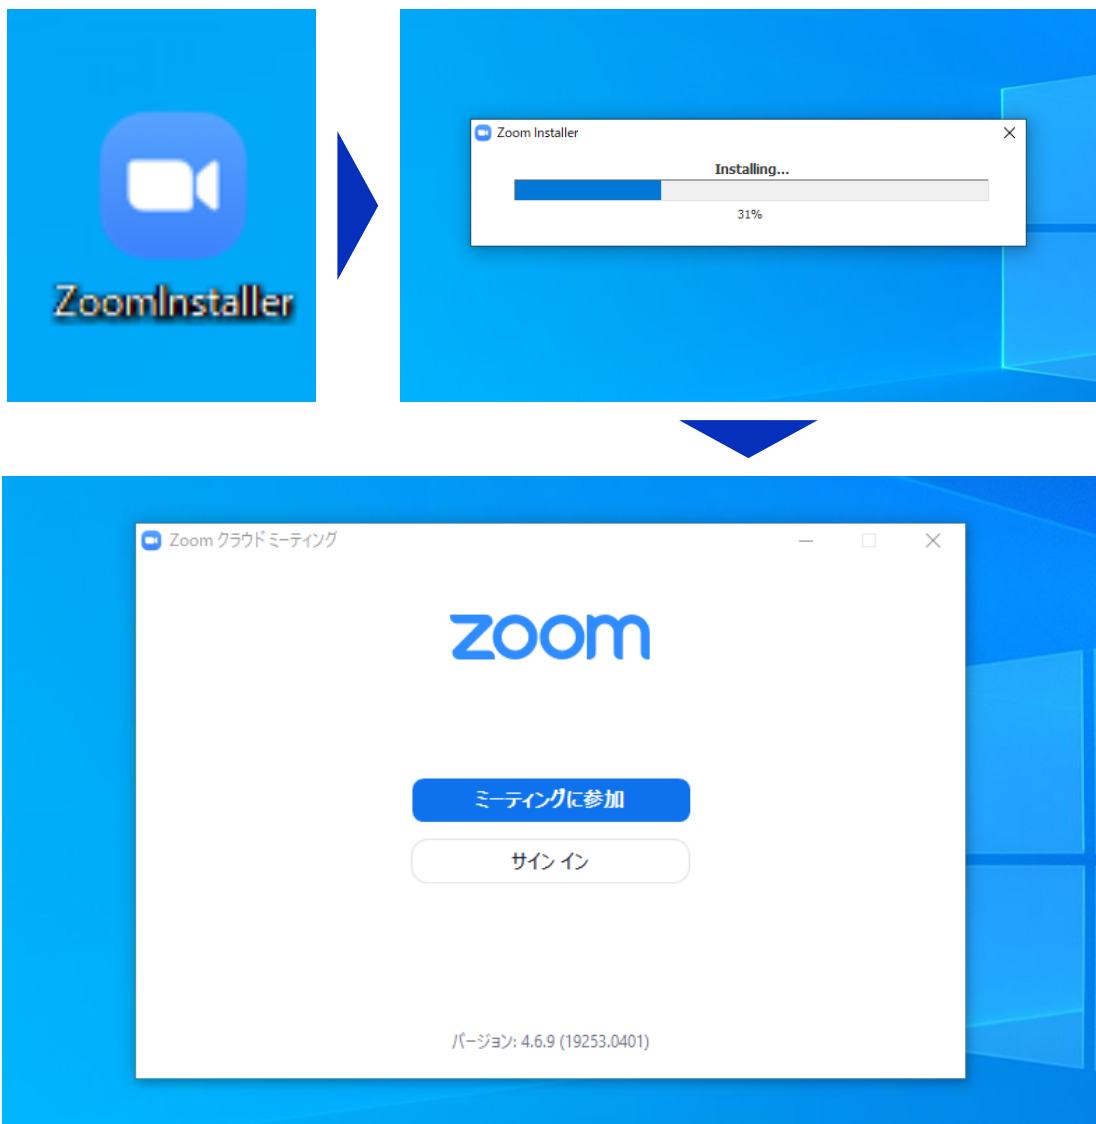 ZoomInstaller
Zoom Installer
Installing...
31%
Zoom クラウド ミーティング
zoom
ミーティングに参加
サイン イン
バージョン: 4.6.9 (19253.0401)